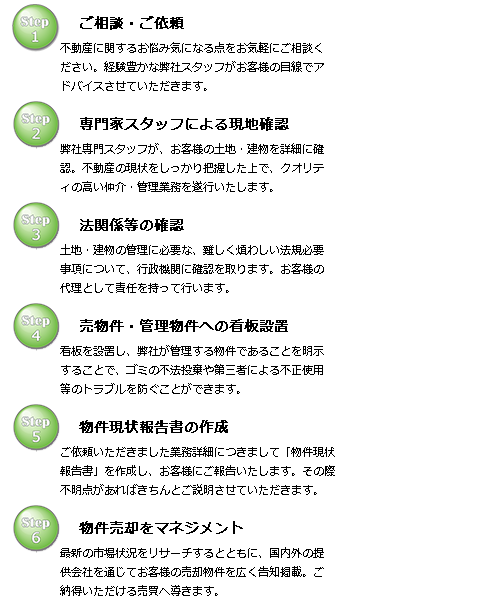 Step
1
ご相談・ご依頼
不動産に関するお悩み気になる点をお気軽にご相談く
ださい。経験豊かな弊社スタッフがお客様の目線でア
ドバイスさせていただきます。
Step
2
専門家スタッフによる現地確認
弊社専門スタッフが、お客様の土地・建物を詳細に確
認。不動産の現状をしっかり把握した上で、クオリテ
ィの高い仲介・管理業務を遂行いたします。
Step
3
法関係等の確認
土地・建物の管理に必要な、難しく煩わしい法規必要
事項について、行政機関に確認を取ります。お客様の
代理として責任を持って行います。
Step
4
売物件・管理物件への看板設置
看板を設置し、弊社が管理する物件であることを明示
することで、ゴミの不法投棄や第三者による不正使用
等のトラブルを防ぐことができます。
Step
5
物件現状報告書の作成
ご依頼いただきました業務詳細につきまして「物件現状
報告書」を作成し、お客様にご報告いたします。その際
不明点があればきちんとご説明させていただきます。
Step
6
物件売却をマネジメント
最新の市場状況をリサーチするとともに、国内外の提
供会社を通じてお客様の売却物件を広く告知掲載。ご
納得いただける売買へ導きます。